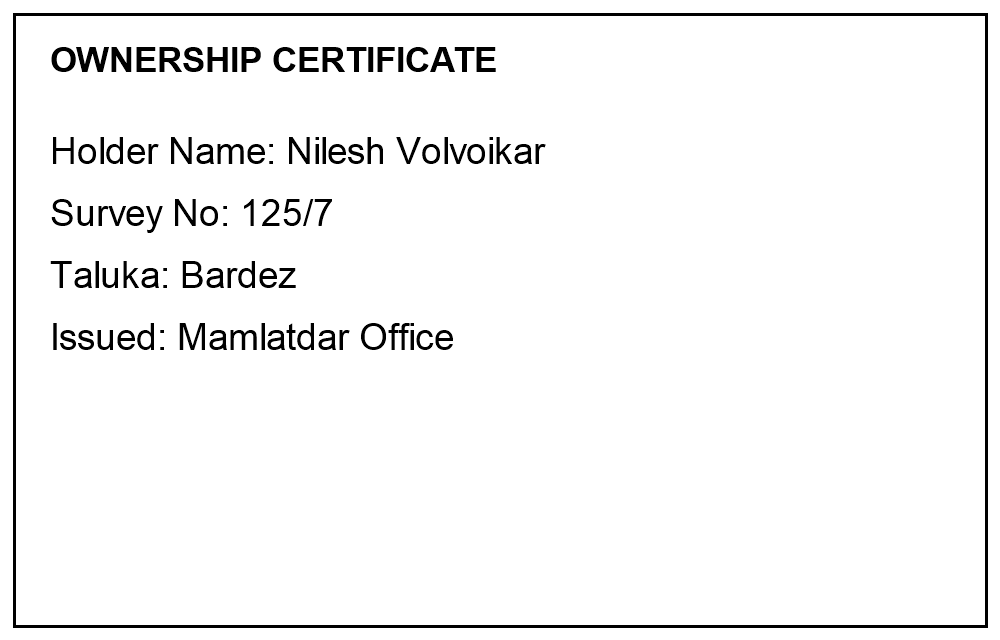 OWNERSHIP CERTIFICATE
Holder Name: Nilesh Volvoikar
Survey No: 125/7
Taluka: Bardez
Issued: Mamlatdar Office